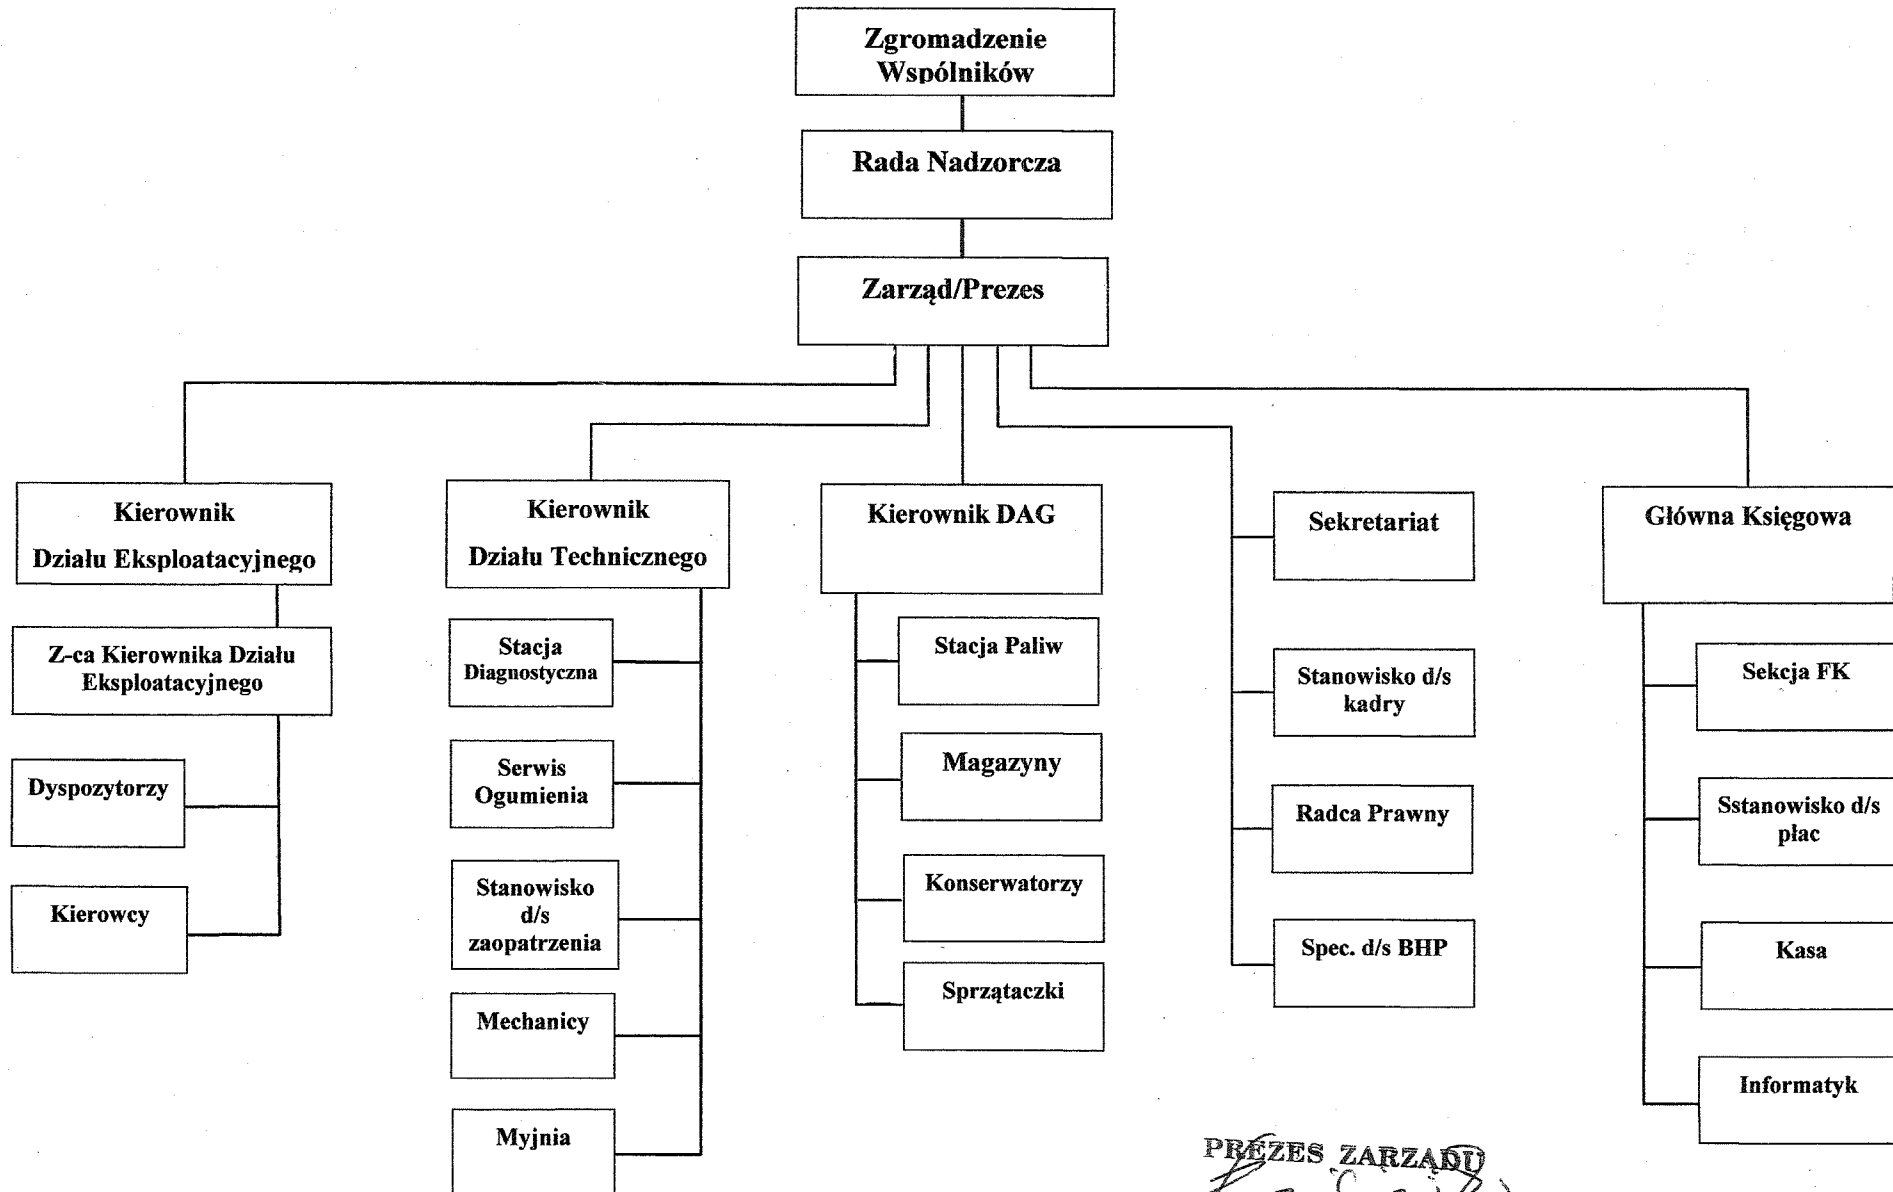 Zgromadzenie
Wspólników
Rada Nadzorcza
Zarząd/Prezes
Kierownik
Działu Eksploatacyjnego
Z-ca Kierownika Działu
Eksploatacyjnego
Dyspozytorzy
Kierowcy
Kierownik
Działu Technicznego
Stacja
Diagnostyczna
Serwis
Ogumienia
Stanowisko
d/s
zaopatrzenia
Mechanicy
Myjnia
Kierownik DAG
Stacja Paliw
Magazyny
Konserwatorzy
Sprzątaczki
Sekretariat
Stanowisko d/s
kadry
Radca Prawny
Spec. d/s BHP
Główna Księgowa
Sekcja FK
Sstanowisko d/s
płac
Kasa
Informatyk
PREZES ZARZĄDU